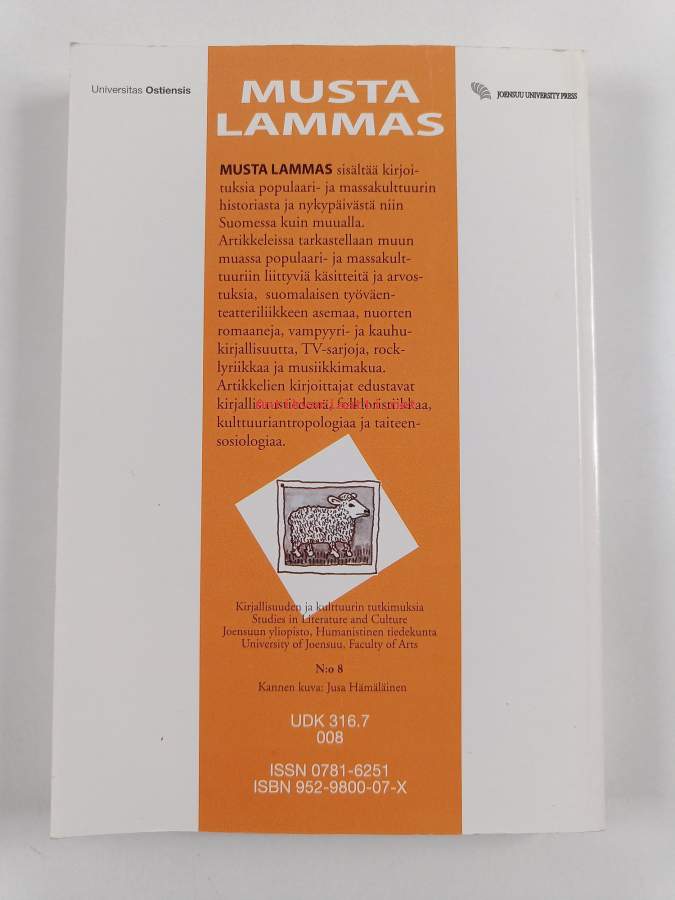 Universitas Ostiensis
MUSTA
LAMMAS
JOENSUU UNIVERSITY PRESS
MUSTA LAMMAS sisältää kirjoi-
tuksia populaari- ja massakulttuurin
historiasta ja nykypäivästä niin
Suomessa kuin muualla.
Artikkeleissa tarkastellaan muun
muassa populaari- ja massakult-
tuuriin liittyviä käsitteitä ja arvos-
tuksia, suomalaisen työväen-
teatteriliikkeen asemaa, nuorten
romaaneja, vampyyri- ja kauhu-
kirjallisuutta, TV-sarjoja, rock-
lyriikkaa ja musiikkimakua.
Artikkelien kirjoittajat edustavat
kirjallisuustiedettä, folkloristiikkaa,
kulttuuriantropologiaa ja taiteen-
sosiologiaa.
Kirjallisuuden ja kulttuurin tutkimuksia
Studies in Literature and Culture
Joensuun yliopisto, Humanistinen tiedekunta
University of Joensuu, Faculty of Arts
N:o 8
Kannen kuva: Jusa Hämäläinen
UDK 316.7
008
ISSN 0781-6251
ISBN 952-9800-07-X